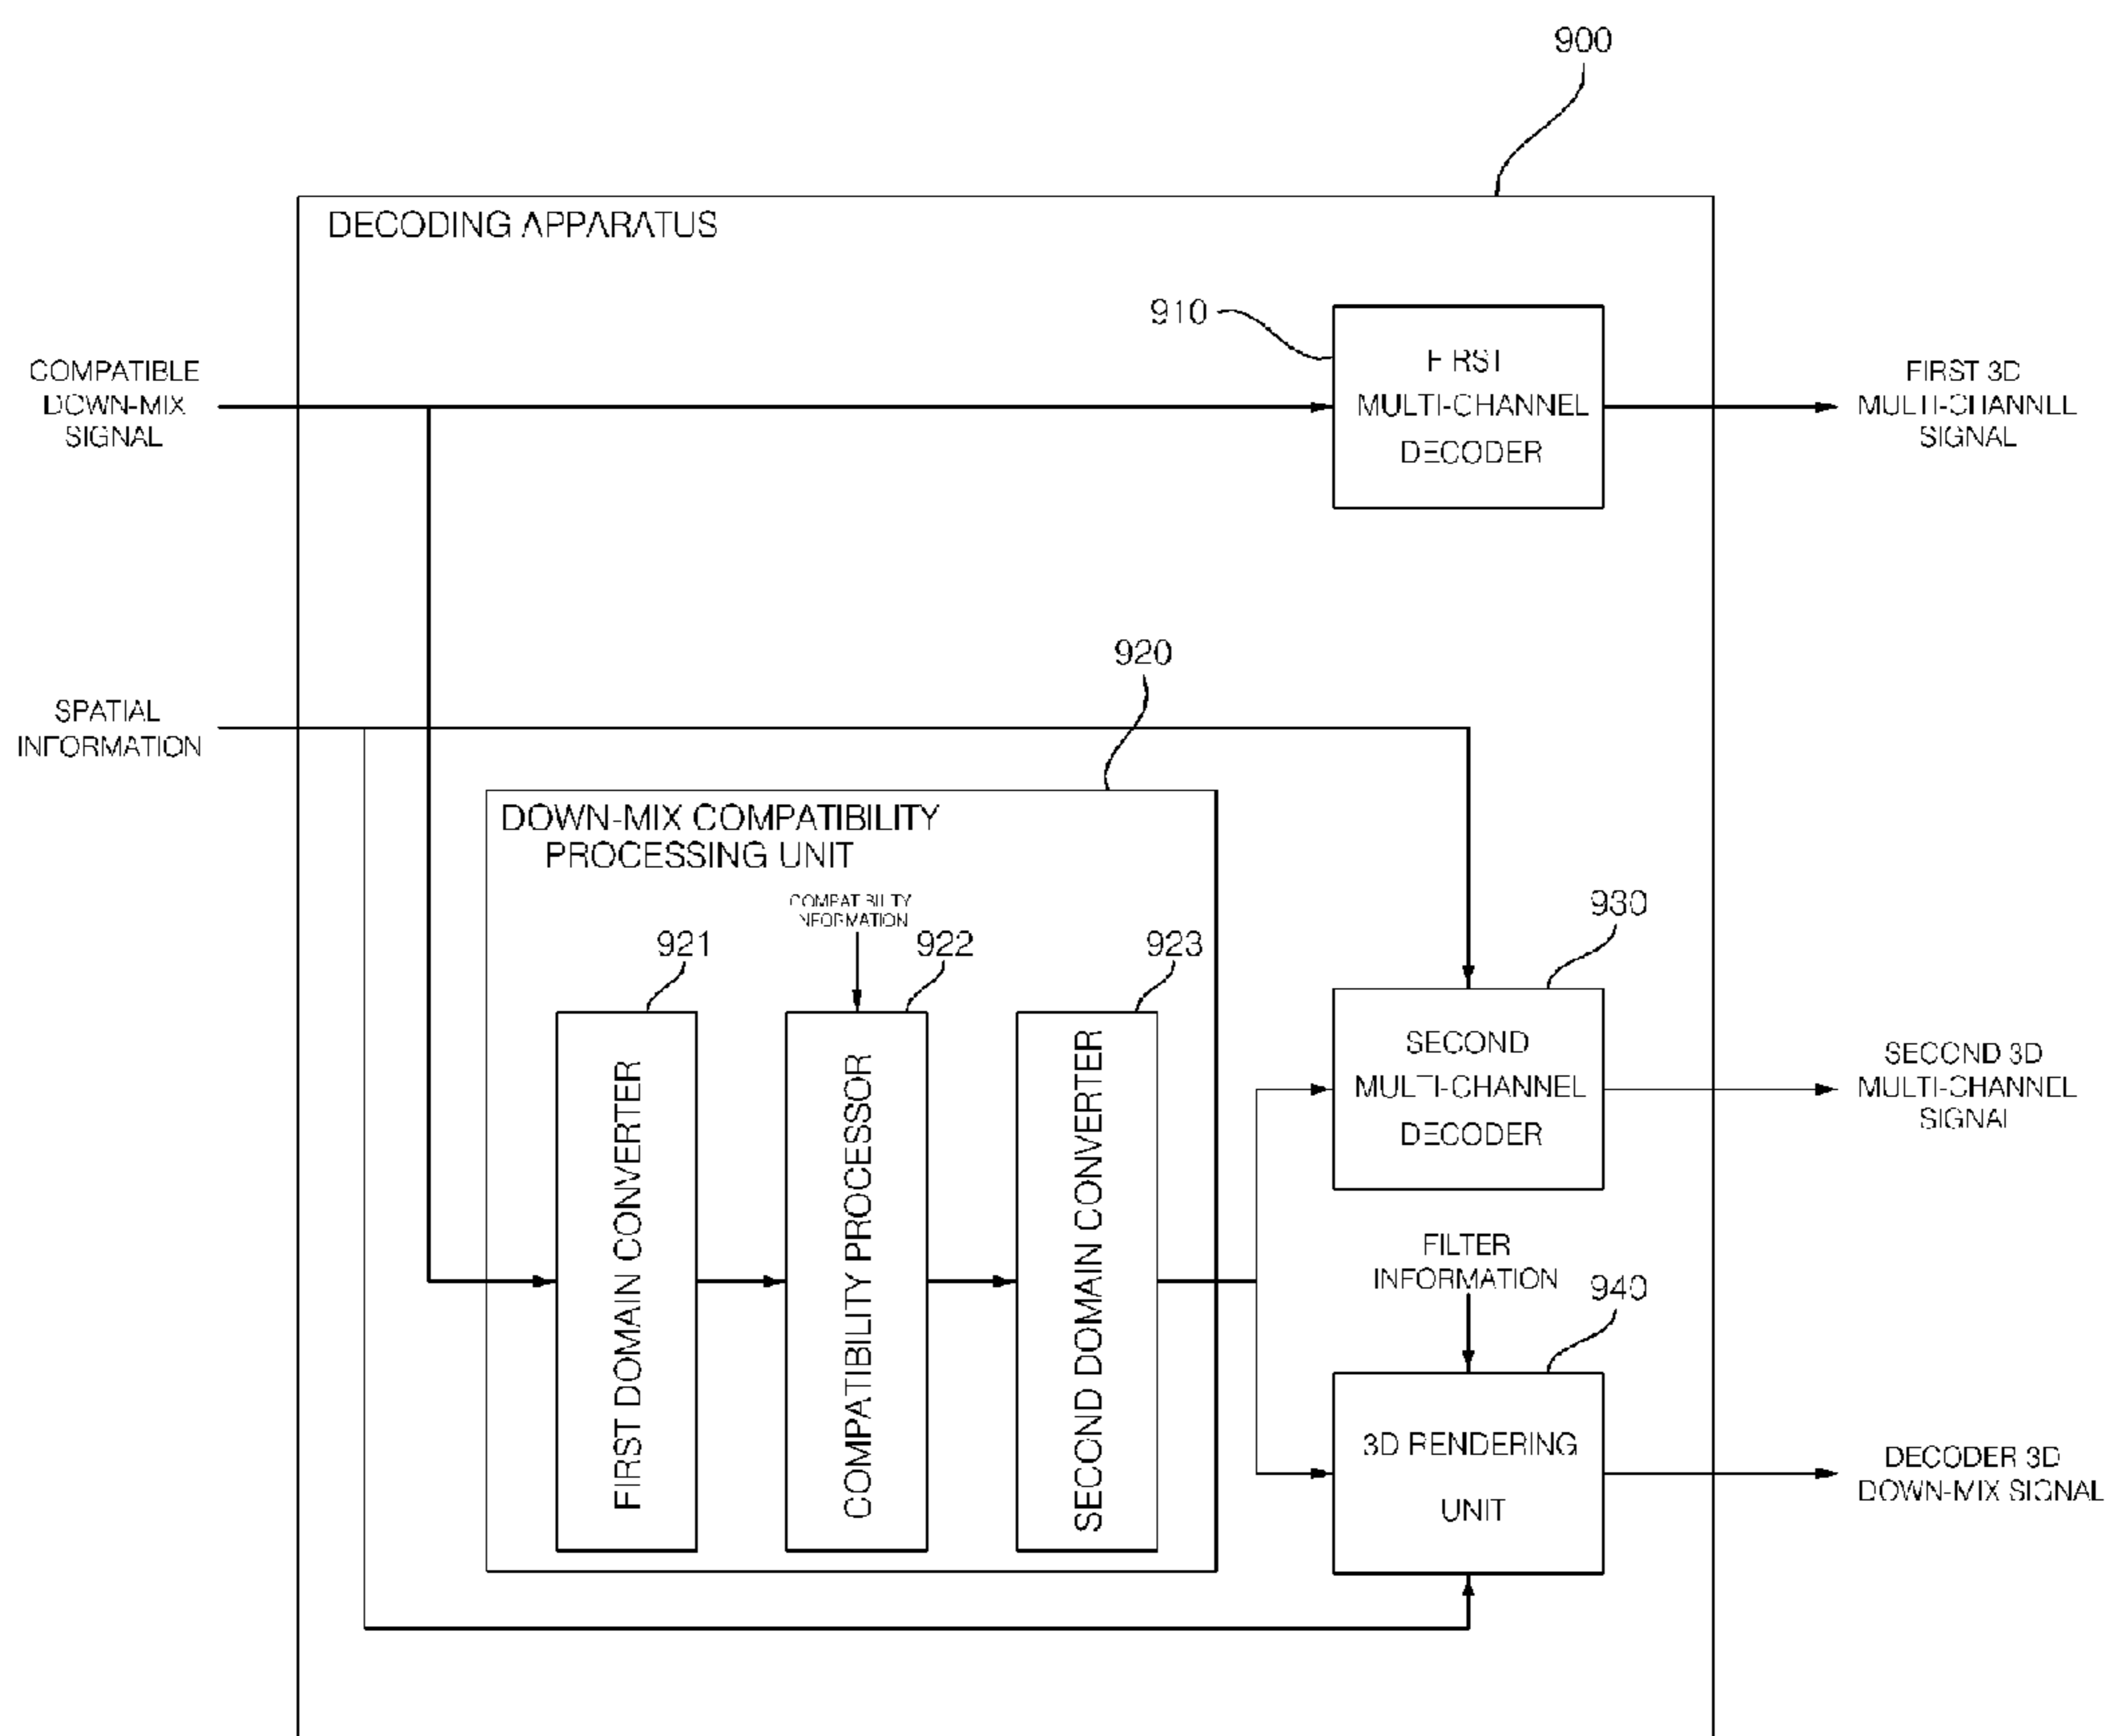 900
DECODING APPARATUS
910
FIRST
MULTI-CHANNEL
DECODER
COMPATIBLE
DOWN-MIX
SIGNAL
FIRST 3D
MULTI-CHANNEL
SIGNAL
920
SPATIAL
INFORMATION
DOWN-MIX COMPATIBILITY
PROCESSING UNIT
COMPATIBILITY
INFORMATION
921
922
923
930
FIRST DOMAIN CONVERTER
COMPATIBILITY PROCESSOR
SECOND DOMAIN CONVERTER
SECOND
MULTI-CHANNEL
DECODER
SECOND 3D
MULTI-CHANNEL
SIGNAL
FILTER
INFORMATION
940
3D RENDERING
UNIT
DECODER 3D
DOWN-MIX SIGNAL